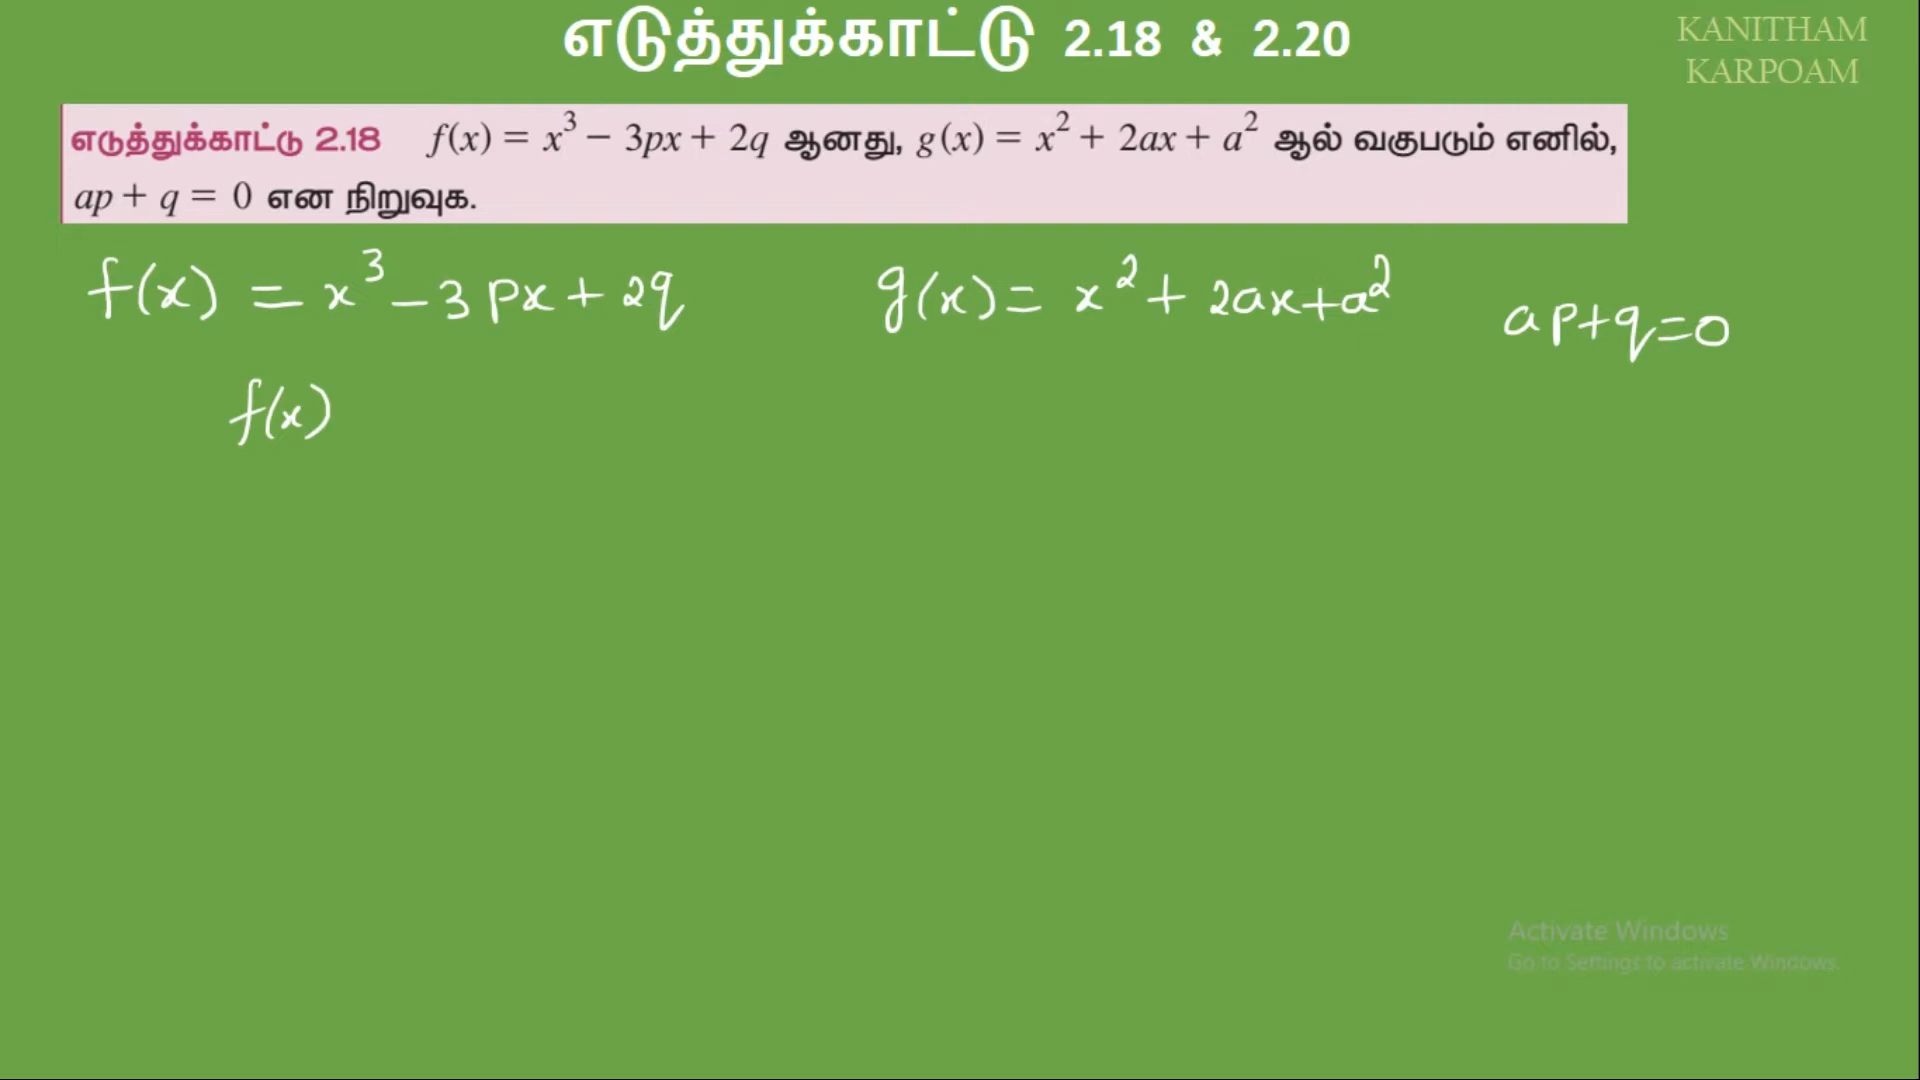 எடுத்துக்காட்டு 2.18 & 2.20
KANITHAM
KARPOAM
எடுத்துக்காட்டு 2.18 f(x) = x³ − 3px + 2q ஆனது, g(x) = x² + 2ax + a² ஆல் வகுபடும் எனில்,
ap + q = 0 என நிறுவுக.
f(x) = x³ − 3px + 2q g(x) = x² + 2ax + a² ap+q=0
f(x)
Activate Windows
Go to Settings to activate Windows.